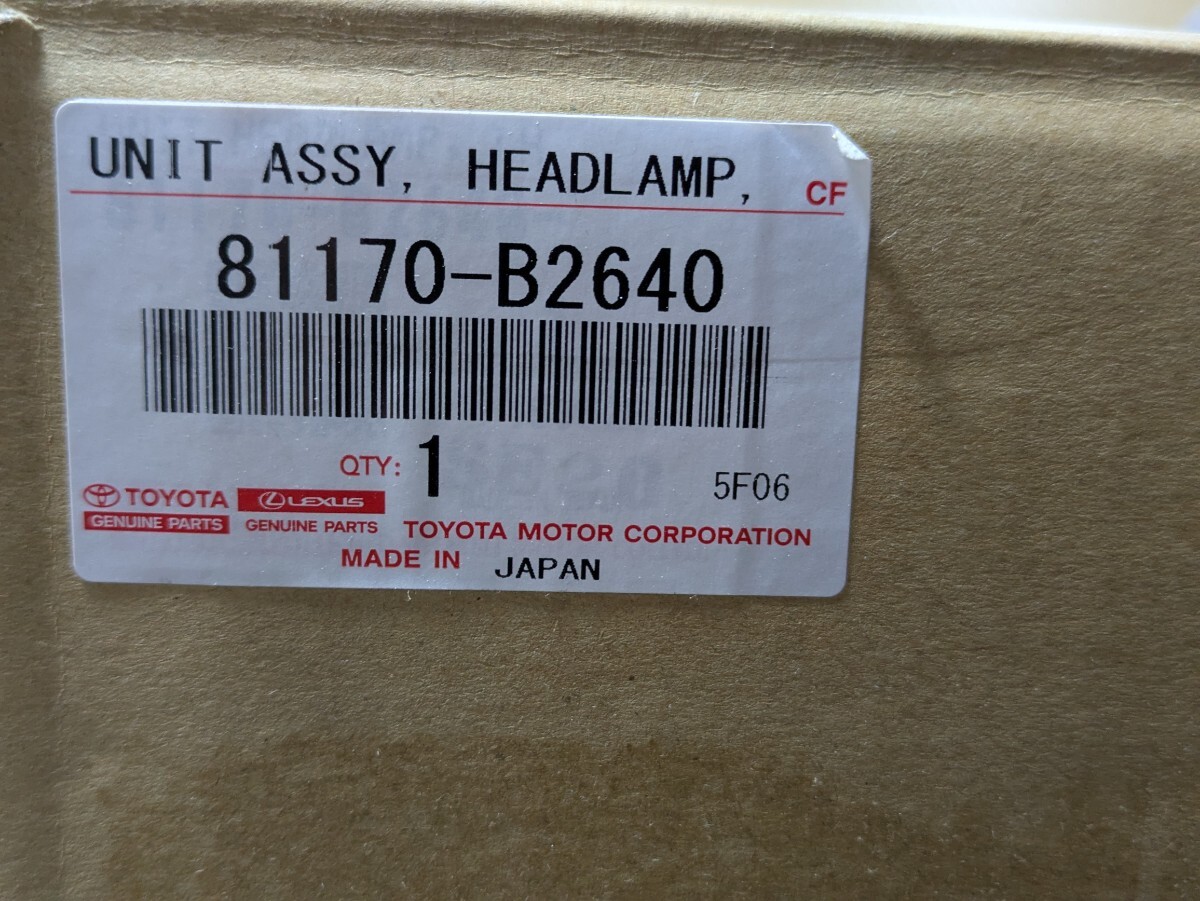 UNIT ASSY, HEADLAMP, CF
81170-B2640
QTY: 1
5F06
TOYOTA LEXUS
GENUINE PARTS GENUINE PARTS TOYOTA MOTOR CORPORATION
MADE IN JAPAN